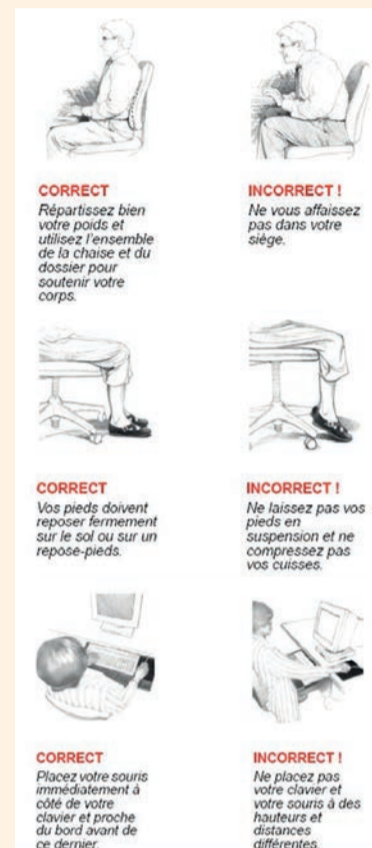 CORRECT
Répartissez bien
votre poids et
utilisez l'ensemble
de la chaise et du
dossier pour
soutenir votre
corps.
INCORRECT !
Ne vous affaissez
pas dans votre
siège.
CORRECT
Vos pieds doivent
reposer fermement
sur le sol ou sur un
repose-pieds.
INCORRECT !
Ne laissez pas vos
pieds en
suspension et ne
compressez pas
vos cuisses.
CORRECT
Placez votre souris
immédiatement à
côté de votre
clavier et proche
du bord avant de
ce dernier.
INCORRECT !
Ne placez pas
votre clavier et
votre souris à des
hauteurs et
distances
différentes.